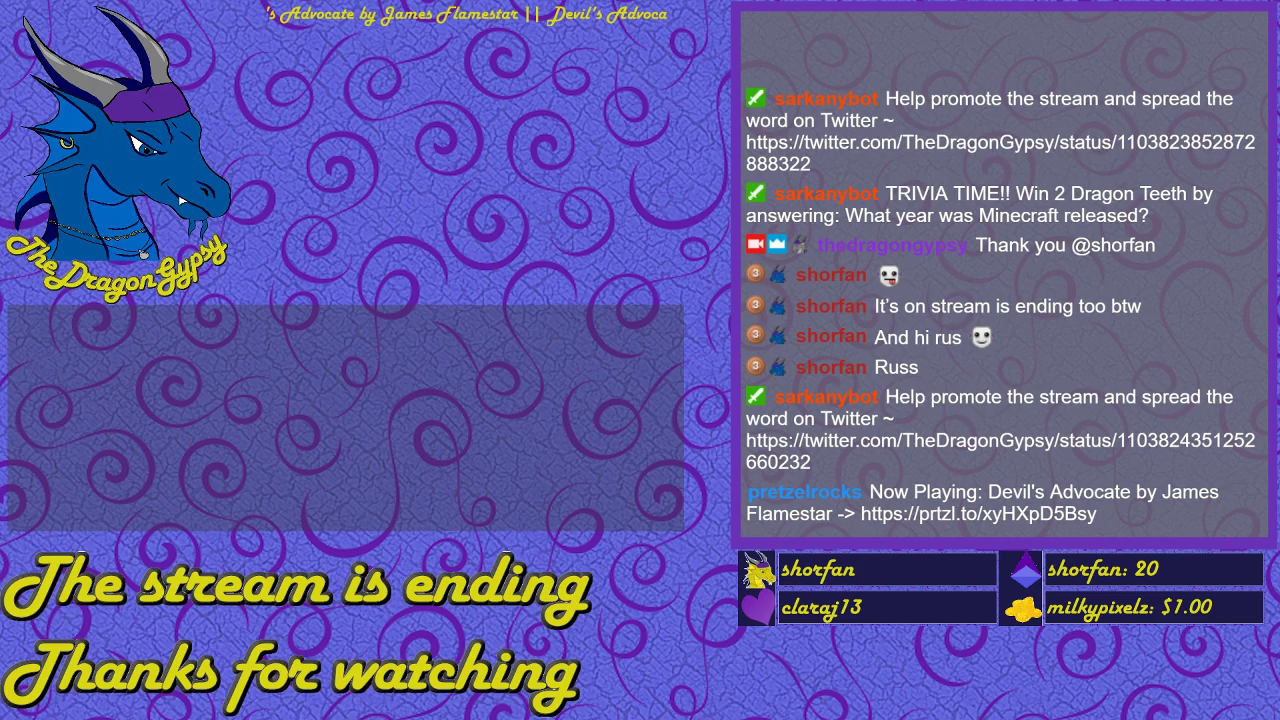 's Advocate by James Flamestar || Devil's Advoca
TheDragonGypsy
sarkanybot Help promote the stream and spread the
word on Twitter ~
https://twitter.com/TheDragonGypsy/status/1103823852872
888322
sarkanybot TRIVIA TIME!! Win 2 Dragon Teeth by
answering: What year was Minecraft released?
thedragongypsy Thank you @shorfan
3 shorfan
3 shorfan It's on stream is ending too btw
3 shorfan And hi rus
3 shorfan Russ
sarkanybot Help promote the stream and spread the
word on Twitter ~
https://twitter.com/TheDragonGypsy/status/1103824351252
660232
pretzelrocks Now Playing: Devil's Advocate by James
Flamestar -> https://prtzl.to/xyHXpD5Bsy
shorfan
shorfan: 20
claraj13
milkypixelz: $1.00
The stream is ending
Thanks for watching